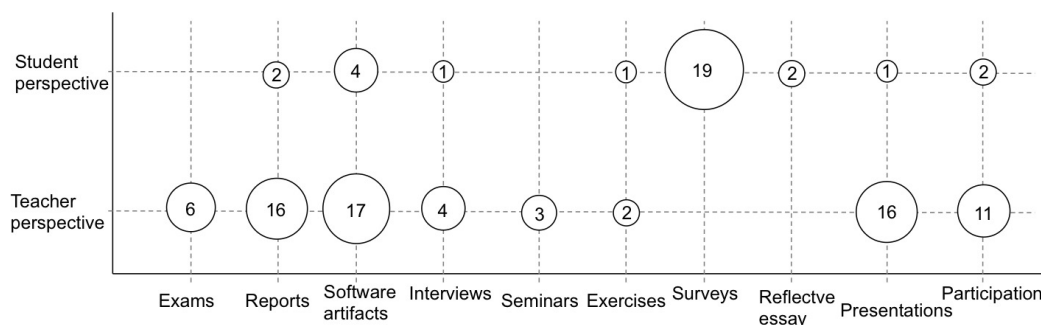 Student
perspective
2
4
1
1
19
2
1
2
Teacher
perspective
6
16
17
4
3
2
16
11
Exams
Reports
Software
artifacts
Interviews
Seminars
Exercises
Surveys
Reflectve
essay
Presentations
Participation